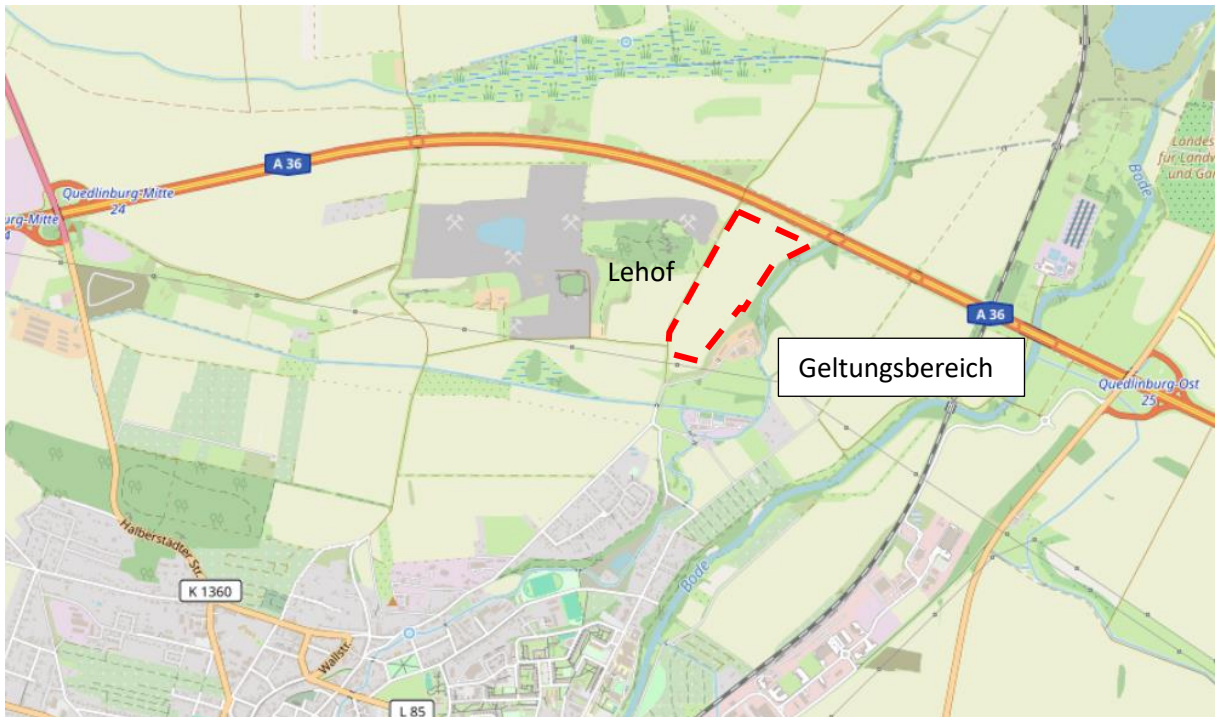 Landes
für Landw
und Gar
A 36
Quedlinburg-Mitte
24
urg-Mitte
4
Bode
Lehof
A 36
Geltungsbereich
Quedlinburg-Ost
25
Halberstädter Str.
K 1360
Bode
Wallstr.
L 85